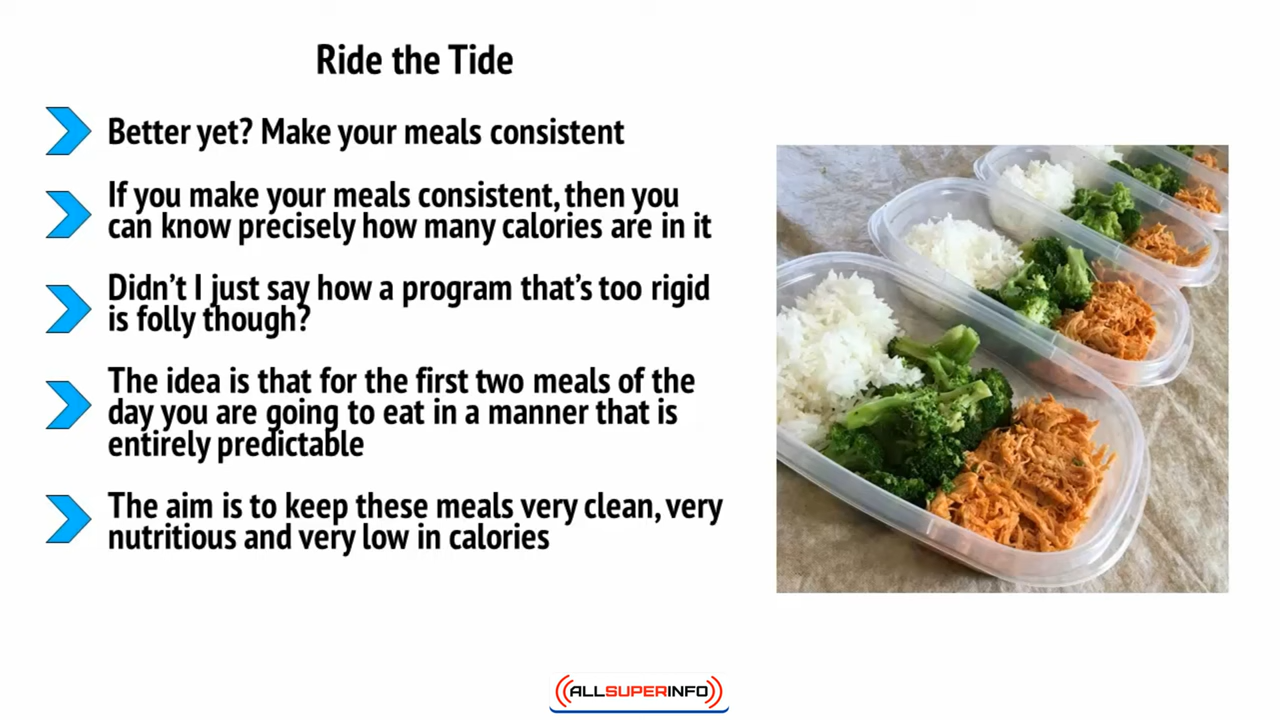 Ride the Tide
Better yet? Make your meals consistent
If you make your meals consistent, then you
can know precisely how many calories are in it
Didn't I just say how a program that's too rigid
is folly though?
The idea is that for the first two meals of the
day you are going to eat in a manner that is
entirely predictable
The aim is to keep these meals very clean, very
nutritious and very low in calories
ALLSUPERINFO